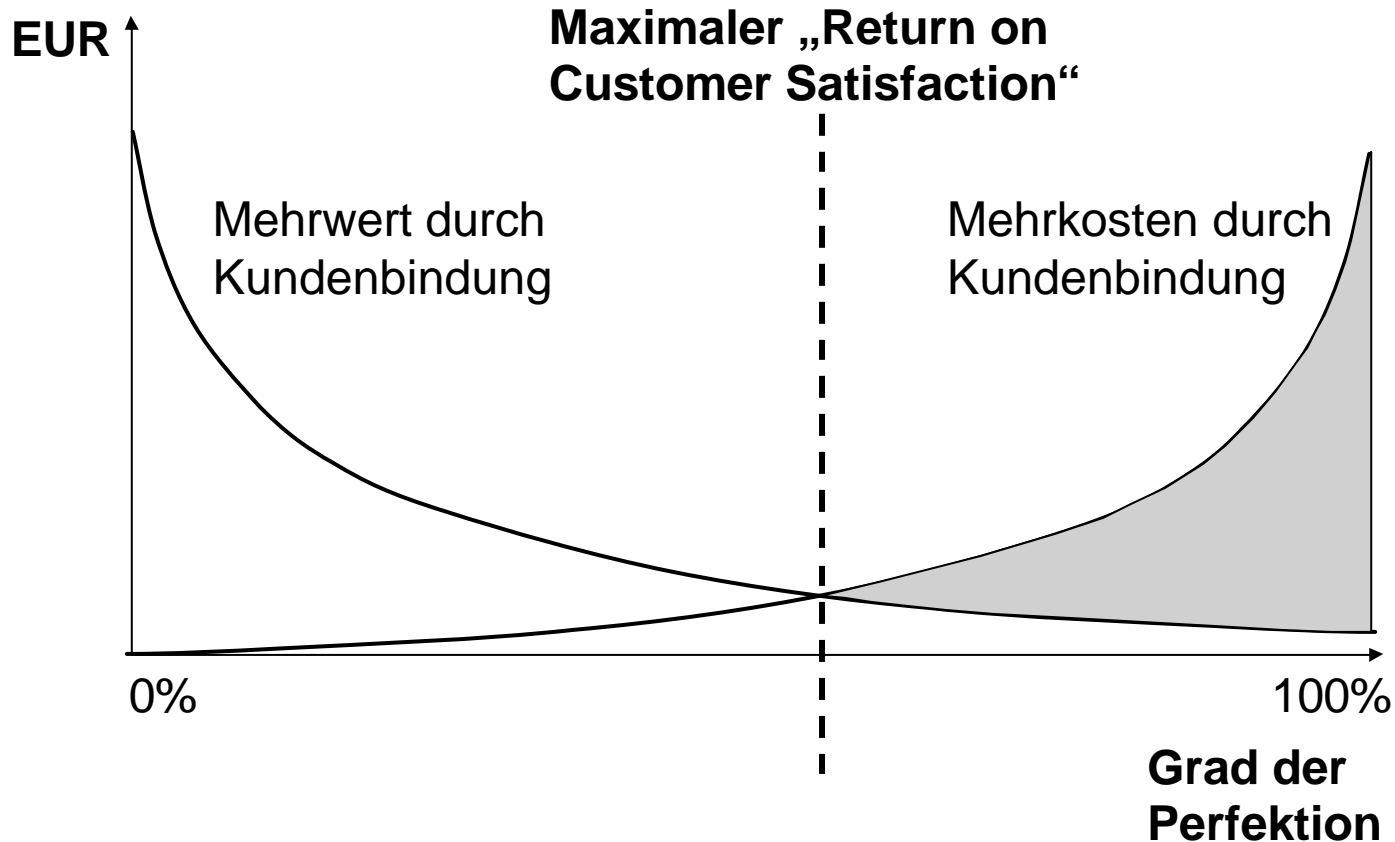 EUR
Maximaler „Return on
Customer Satisfaction“
Mehrwert durch
Kundenbindung
Mehrkosten durch
Kundenbindung
0%
100%
Grad der
Perfektion